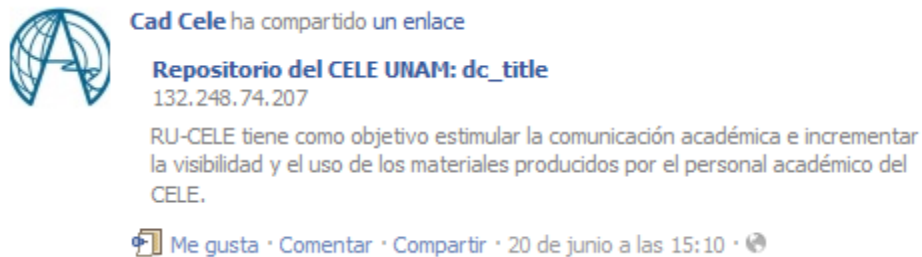 Cad Cele ha compartido un enlace
Repositorio del CELE UNAM: dc_title
132.248.74.207
RU-CELE tiene como objetivo estimular la comunicación académica e incrementar
la visibilidad y el uso de los materiales producidos por el personal académico del
CELE.
Me gusta · Comentar · Compartir · 20 de junio a las 15:10 ·